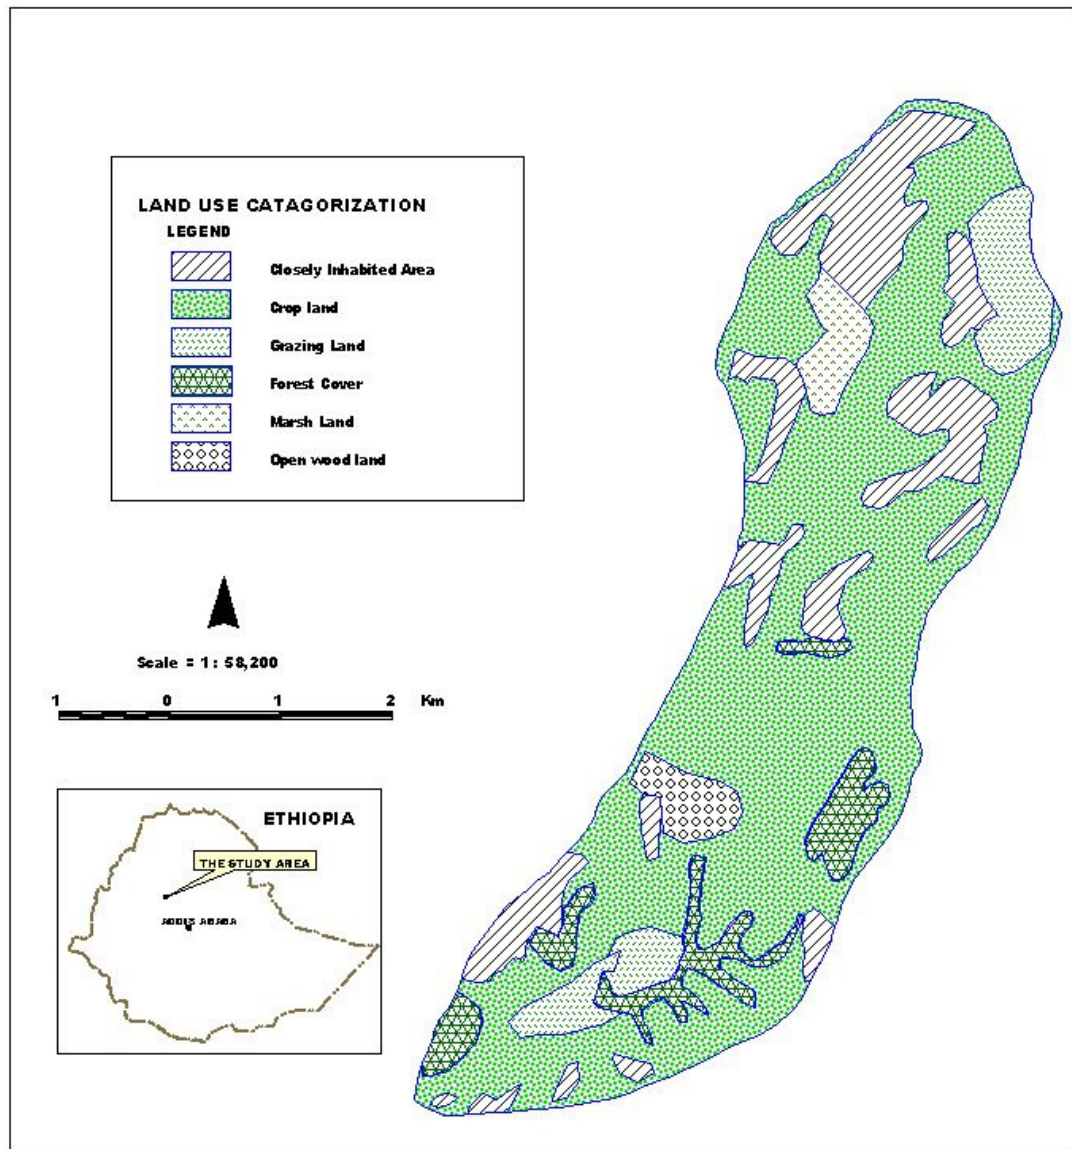 LAND USE CATAGORIZATION
LEGEND
Closely Inhabited Area
Crop land
Grazing Land
Forest Cover
Marsh Land
Open wood land
Scale = 1 : 58,200
1 0 1 2 Km
ETHIOPIA
THE STUDY AREA
ADDIS ABABA